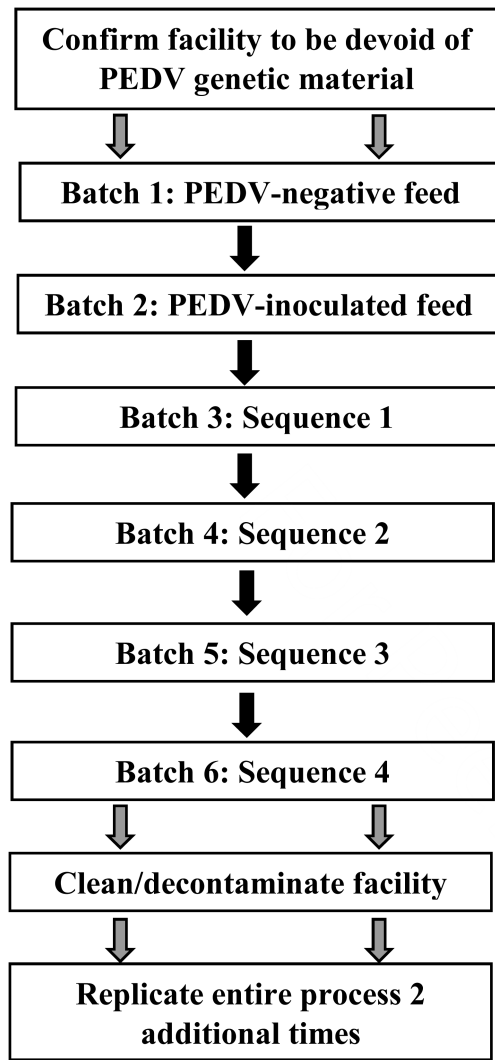 Confirm facility to be devoid of
PEDV genetic material
Batch 1: PEDV-negative feed
Batch 2: PEDV-inoculated feed
Batch 3: Sequence 1
Batch 4: Sequence 2
Batch 5: Sequence 3
Batch 6: Sequence 4
Clean/decontaminate facility
Replicate entire process 2
additional times